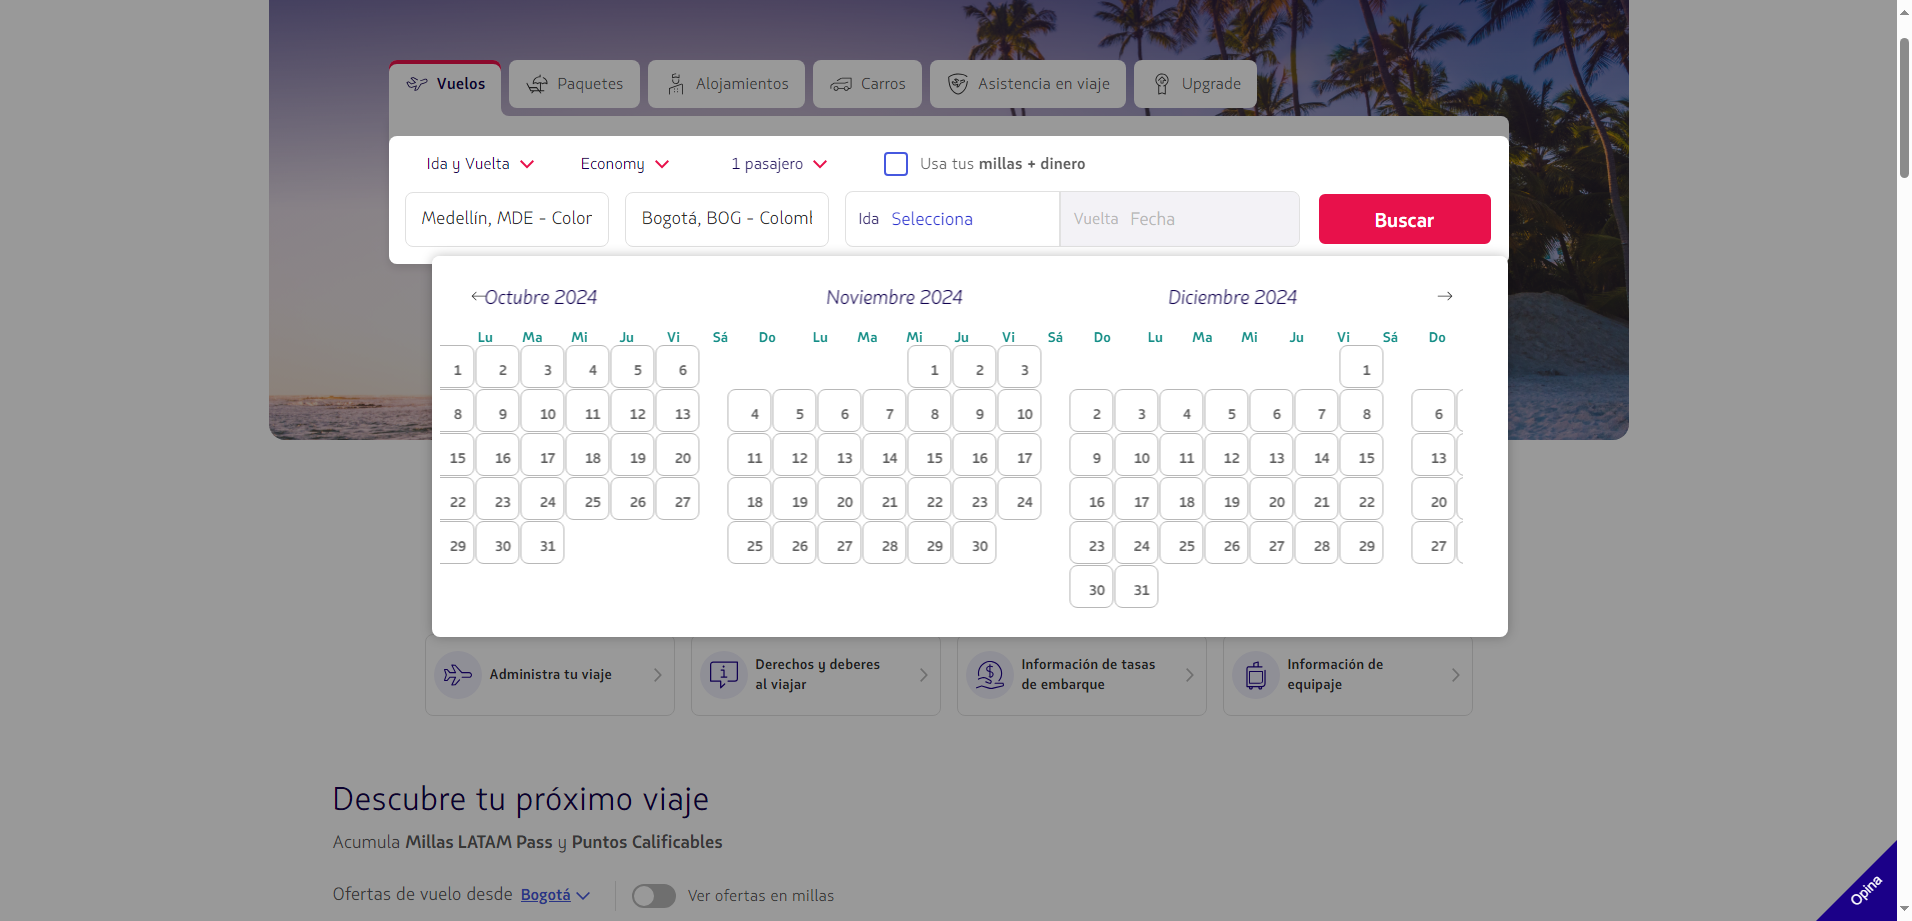 Vuelos Paquetes Alojamientos Carros Asistencia en viaje Upgrade
Ida y Vuelta Economy 1 pasajero Usa tus millas + dinero
Medellín, MDE - Color Bogotá, BOG - Colom Ida Selecciona Vuelta Fecha Buscar
Octubre 2024 Noviembre 2024 Diciembre 2024
Lu Ma Mi Ju Vi Sá Do Lu Ma Mi Ju Vi Sá Do Lu Ma Mi Ju Vi Sá Do
1 2 3 4 5 6 1 2 3 1
8 9 10 11 12 13 4 5 6 7 8 9 10 2 3 4 5 6 7 8 6
15 16 17 18 19 20 11 12 13 14 15 16 17 9 10 11 12 13 14 15 13
22 23 24 25 26 27 18 19 20 21 22 23 24 16 17 18 19 20 21 22 20
29 30 31 25 26 27 28 29 30 23 24 25 26 27 28 29 27
30 31
Administra tu viaje
Derechos y deberes
al viajar
Información de tasas
de embarque
Información de
equipaje
Descubre tu próximo viaje
Acumula Millas LATAM Pass y Puntos Calificables
Ofertas de vuelo desde Bogotá Ver ofertas en millas
Opina